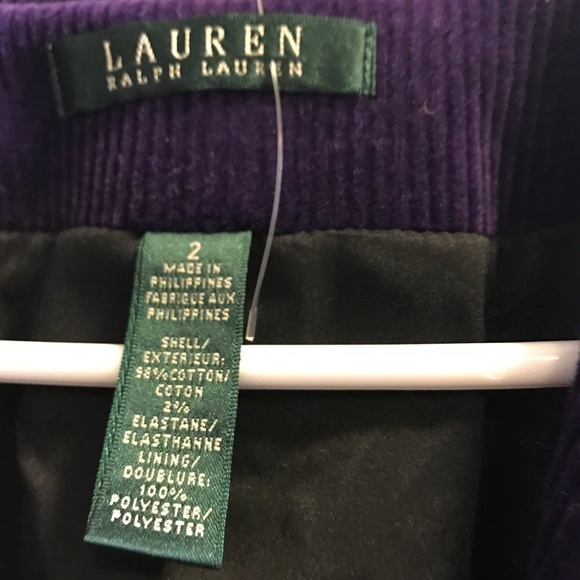 LAUREN
RALPH LAUREN
2
MADE IN
PHILIPPINES
FABRIQUE AUX
PHILIPPINES
SHELL/
EXTERIEUR:
98% COTTON/
COTON
2%
ELASTANE/
ELASTHANNE
LINING/
DOUBLURE:
100%
POLYESTER/
POLYESTER